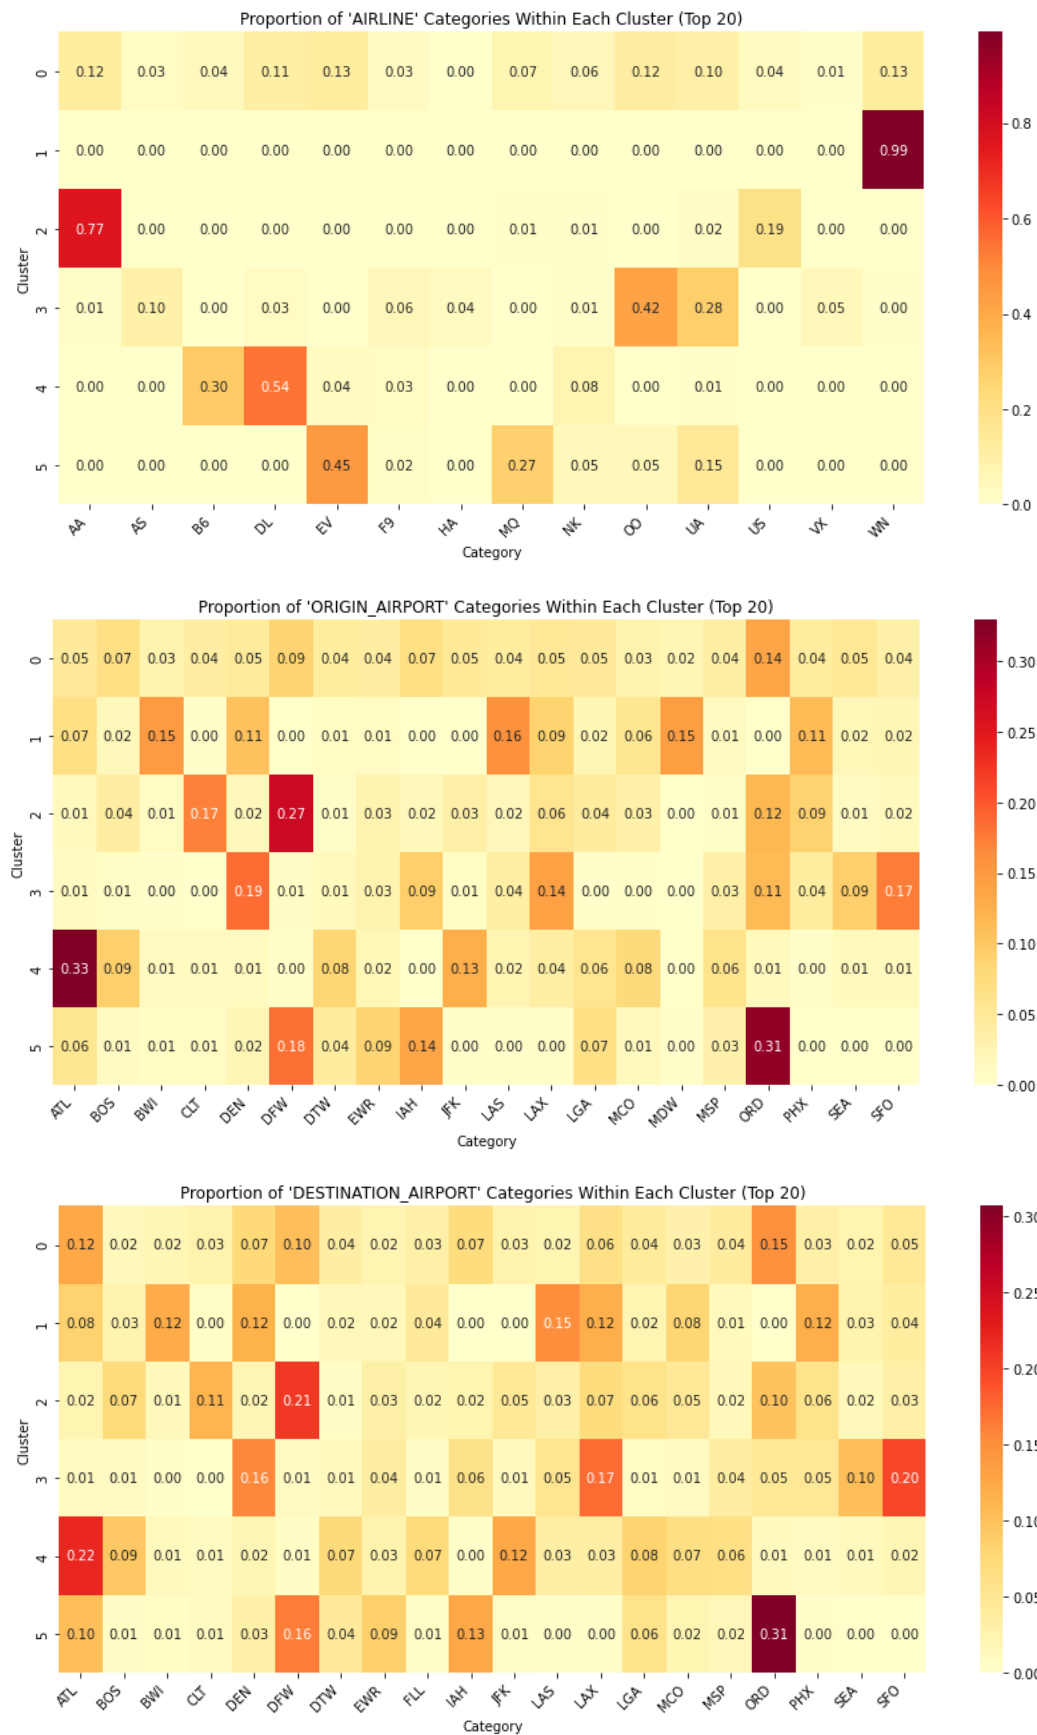 Proportion of 'AIRLINE' Categories Within Each Cluster (Top 20)
0 0.12 0.03 0.04 0.11 0.13 0.03 0.00 0.07 0.06 0.12 0.10 0.04 0.01 0.13
1 0.00 0.00 0.00 0.00 0.00 0.00 0.00 0.00 0.00 0.00 0.00 0.00 0.00 0.99
2 0.77 0.00 0.00 0.00 0.00 0.00 0.00 0.01 0.01 0.00 0.02 0.19 0.00 0.00
3 0.01 0.10 0.00 0.03 0.00 0.06 0.04 0.00 0.01 0.42 0.28 0.00 0.05 0.00
4 0.00 0.00 0.30 0.54 0.04 0.03 0.00 0.00 0.08 0.00 0.01 0.00 0.00 0.00
5 0.00 0.00 0.00 0.00 0.45 0.02 0.00 0.27 0.05 0.05 0.15 0.00 0.00 0.00
Cluster
AA AS B6 DL EV F9 HA MQ NK OO UA US VX WN
Category
0.8
0.6
0.4
0.2
0.0
Proportion of 'ORIGIN_AIRPORT' Categories Within Each Cluster (Top 20)
0 0.05 0.07 0.03 0.04 0.05 0.09 0.04 0.04 0.07 0.05 0.04 0.05 0.05 0.03 0.02 0.04 0.14 0.04 0.05 0.04
1 0.07 0.02 0.15 0.00 0.11 0.00 0.01 0.01 0.00 0.00 0.16 0.09 0.02 0.06 0.15 0.01 0.00 0.11 0.02 0.02
2 0.01 0.04 0.01 0.17 0.02 0.27 0.01 0.03 0.02 0.03 0.02 0.06 0.04 0.03 0.00 0.01 0.12 0.09 0.01 0.02
3 0.01 0.01 0.00 0.00 0.19 0.01 0.01 0.03 0.09 0.01 0.04 0.14 0.00 0.00 0.00 0.03 0.11 0.04 0.09 0.17
4 0.33 0.09 0.01 0.01 0.01 0.00 0.08 0.02 0.00 0.13 0.02 0.04 0.06 0.08 0.00 0.06 0.01 0.00 0.01 0.01
5 0.06 0.01 0.01 0.01 0.02 0.18 0.04 0.09 0.14 0.00 0.00 0.00 0.07 0.01 0.00 0.03 0.31 0.00 0.00 0.00
Cluster
ATL BOS BWI CLT DEN DFW DTW EWR IAH JFK LAS LAX LGA MCO MDW MSP ORD PHX SEA SFO
Category
0.30
0.25
0.20
0.15
0.10
0.05
0.00
Proportion of 'DESTINATION_AIRPORT' Categories Within Each Cluster (Top 20)
0 0.12 0.02 0.02 0.03 0.07 0.10 0.04 0.02 0.03 0.07 0.03 0.02 0.06 0.04 0.03 0.04 0.15 0.03 0.02 0.05
1 0.08 0.03 0.12 0.00 0.12 0.00 0.02 0.02 0.04 0.00 0.00 0.15 0.12 0.02 0.08 0.01 0.00 0.12 0.03 0.04
2 0.02 0.07 0.01 0.11 0.02 0.21 0.01 0.03 0.02 0.02 0.05 0.03 0.07 0.06 0.05 0.02 0.10 0.06 0.02 0.03
3 0.01 0.01 0.00 0.00 0.16 0.01 0.01 0.04 0.01 0.06 0.01 0.05 0.17 0.01 0.01 0.04 0.05 0.05 0.10 0.20
4 0.22 0.09 0.01 0.01 0.02 0.01 0.07 0.03 0.07 0.00 0.12 0.03 0.03 0.08 0.07 0.06 0.01 0.01 0.01 0.02
5 0.10 0.01 0.01 0.01 0.03 0.16 0.04 0.09 0.01 0.13 0.01 0.00 0.00 0.06 0.02 0.02 0.31 0.00 0.00 0.00
Cluster
ATL BOS BWI CLT DEN DFW DTW EWR FLL IAH JFK LAS LAX LGA MCO MSP ORD PHX SEA SFO
Category
0.30
0.25
0.20
0.15
0.10
0.05
0.00